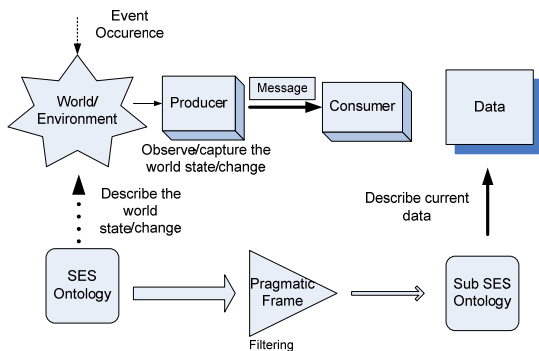 Event
Occurence
World/
Environment
Producer
Message
Consumer
Data
Observe/capture the
world state/change
Describe the
world
state/change
Describe current
data
SES
Ontology
Pragmatic
Frame
Filtering
Sub SES
Ontology